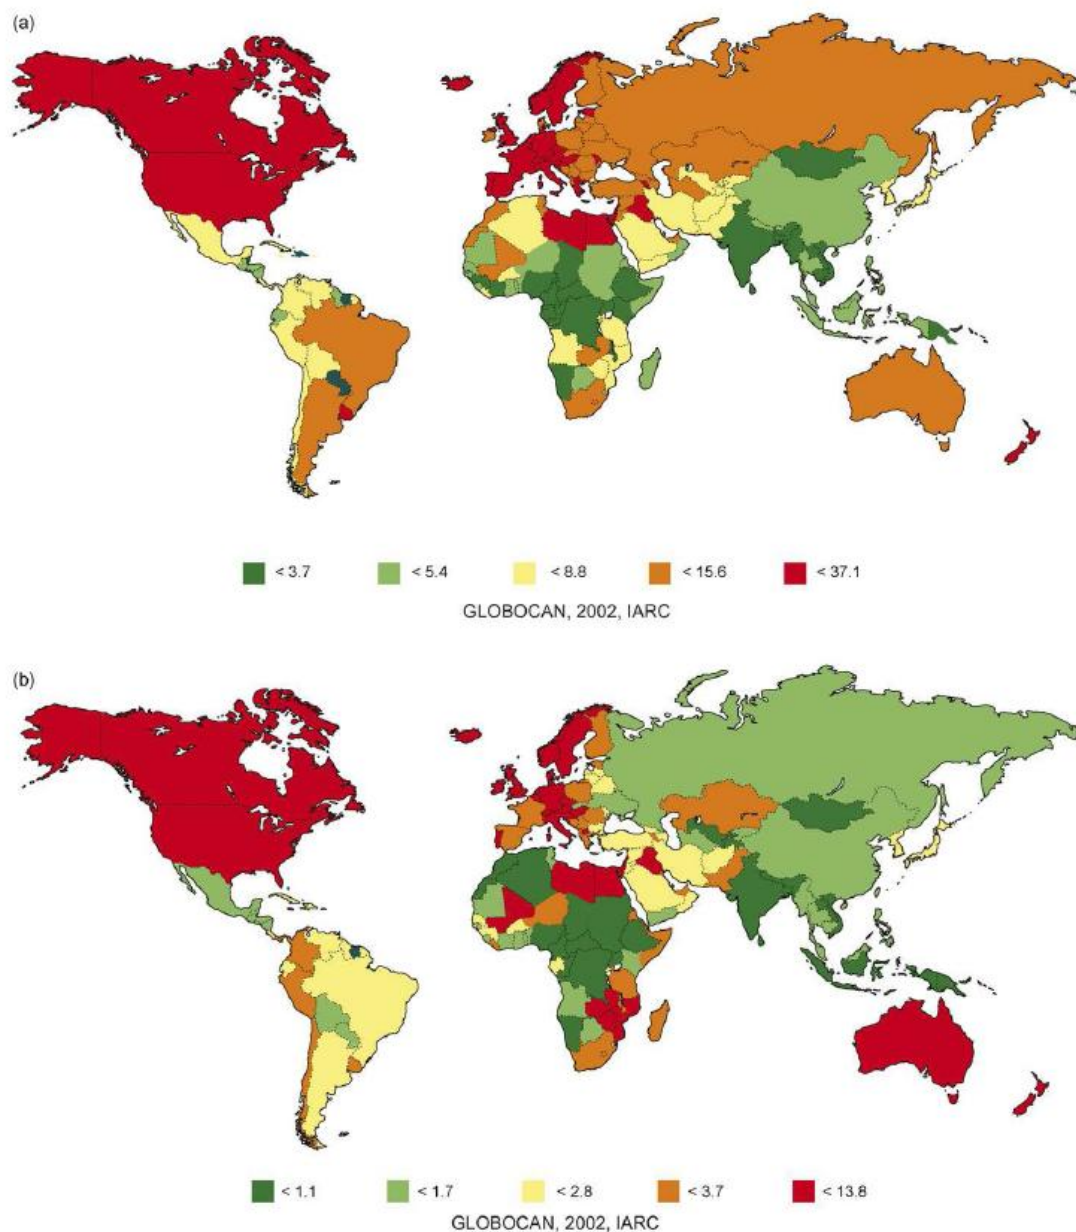 (a)
< 3.7 < 5.4 < 8.8 < 15.6 < 37.1
GLOBOCAN, 2002, IARC
(b)
< 1.1 < 1.7 < 2.8 < 3.7 < 13.8
GLOBOCAN, 2002, IARC